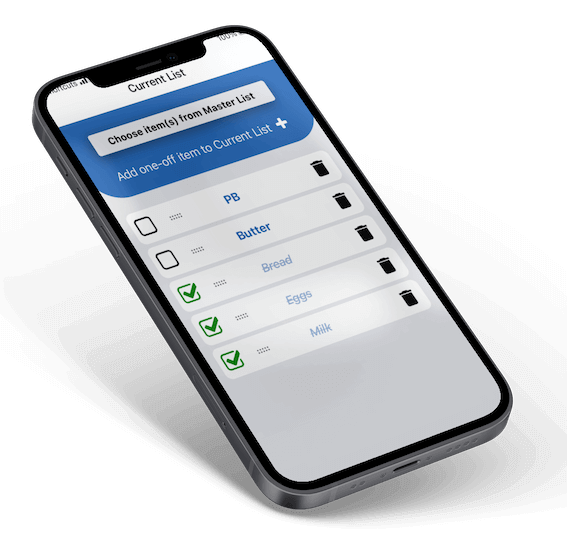 100%
Current List
Choose item(s) from Master List
Add one-off item to Current List +
PB
Butter
Bread
Eggs
Milk